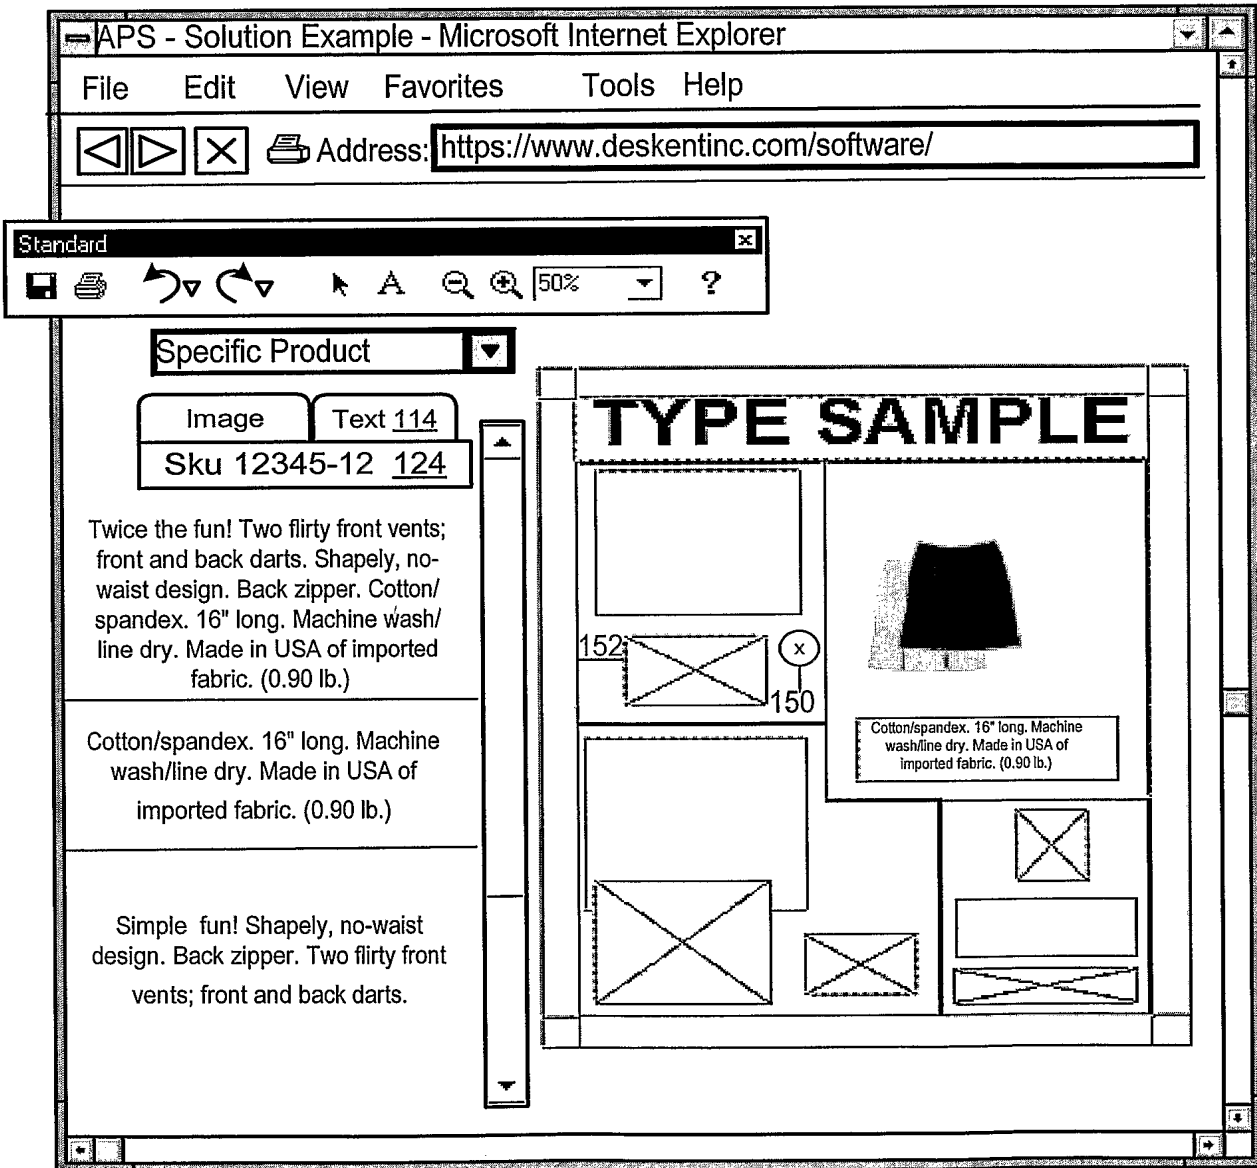 APS - Solution Example - Microsoft Internet Explorer
File Edit View Favorites Tools Help
Address: https://www.deskentinc.com/software/
Standard
A 50% ?
Specific Product
Image Text 114
Sku 12345-12 124
Twice the fun! Two flirty front vents;
front and back darts. Shapely, no-
waist design. Back zipper. Cotton/
spandex. 16" long. Machine wash/
line dry. Made in USA of imported
fabric. (0.90 lb.)
Cotton/spandex. 16" long. Machine
wash/line dry. Made in USA of
imported fabric. (0.90 lb.)
Simple fun! Shapely, no-waist
design. Back zipper. Two flirty front
vents; front and back darts.
TYPE SAMPLE
152
x
150
Cotton/spandex. 16" long. Machine
wash/line dry. Made in USA of
imported fabric. (0.90 lb.)